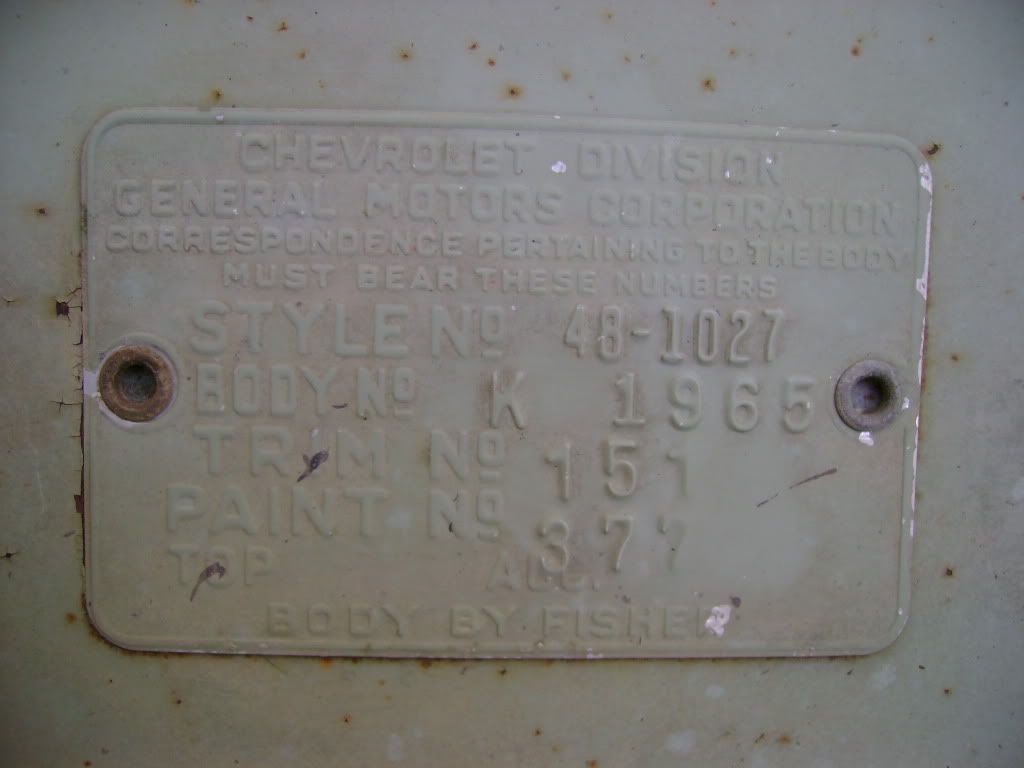 CHEVROLET DIVISION
GENERAL MOTORS CORPORATION
CORRESPONDENCE PERTAINING TO THE BODY
MUST BEAR THESE NUMBERS
STYLE Nº 48-1027
BODY Nº K 1965
TRIM Nº 151
PAINT Nº 377
TOP ACC.
BODY BY FISHER